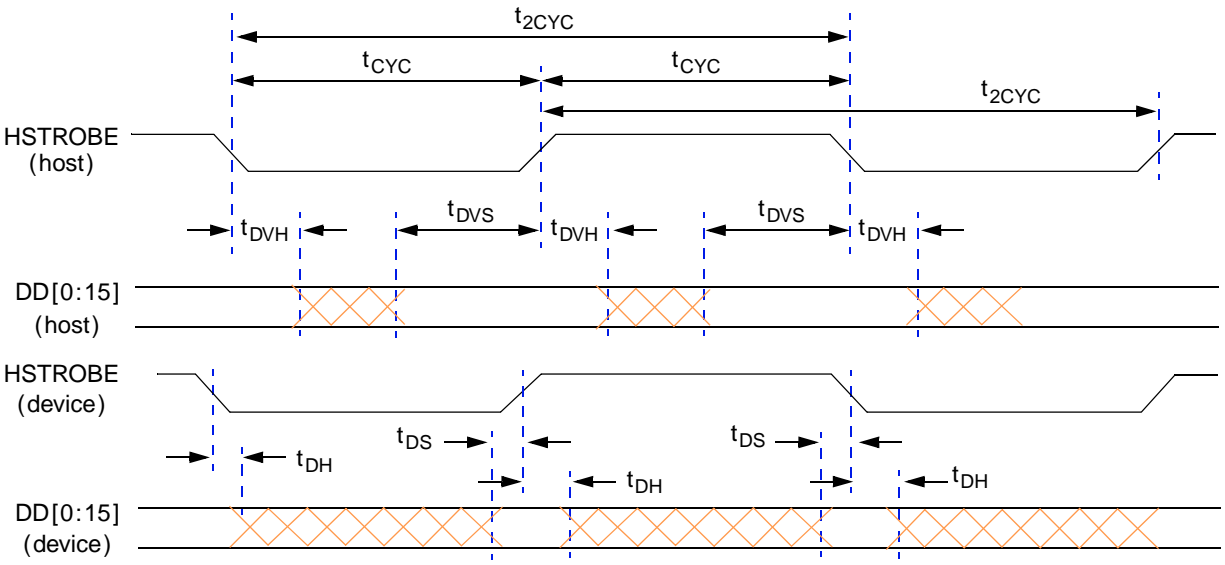 t2CYC
tCYC tCYC
t2CYC
HSTROBE
(host)
tDVH tDVS tDVH tDVS tDVH
DD[0:15]
(host)
HSTROBE
(device)
tDS tDS
tDH tDH tDH
DD[0:15]
(device)